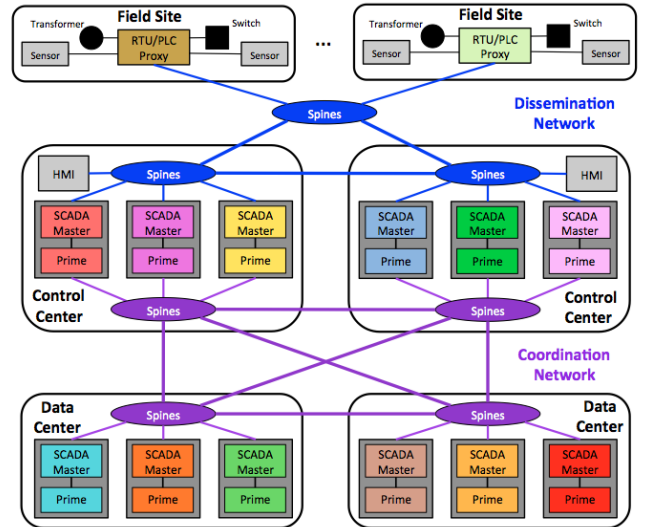 Field Site
Transformer
Switch
RTU/PLC
Proxy
Sensor
Sensor
...
Field Site
Transformer
Switch
RTU/PLC
Proxy
Sensor
Sensor
Spines
Dissemination
Network
HMI
Spines
SCADA
Master
Prime
SCADA
Master
Prime
SCADA
Master
Prime
Control
Center
Spines
Spines
HMI
SCADA
Master
Prime
SCADA
Master
Prime
SCADA
Master
Prime
Spines
Control
Center
Coordination
Network
Data
Center
Spines
SCADA
Master
Prime
SCADA
Master
Prime
SCADA
Master
Prime
Spines
Data
Center
SCADA
Master
Prime
SCADA
Master
Prime
SCADA
Master
Prime